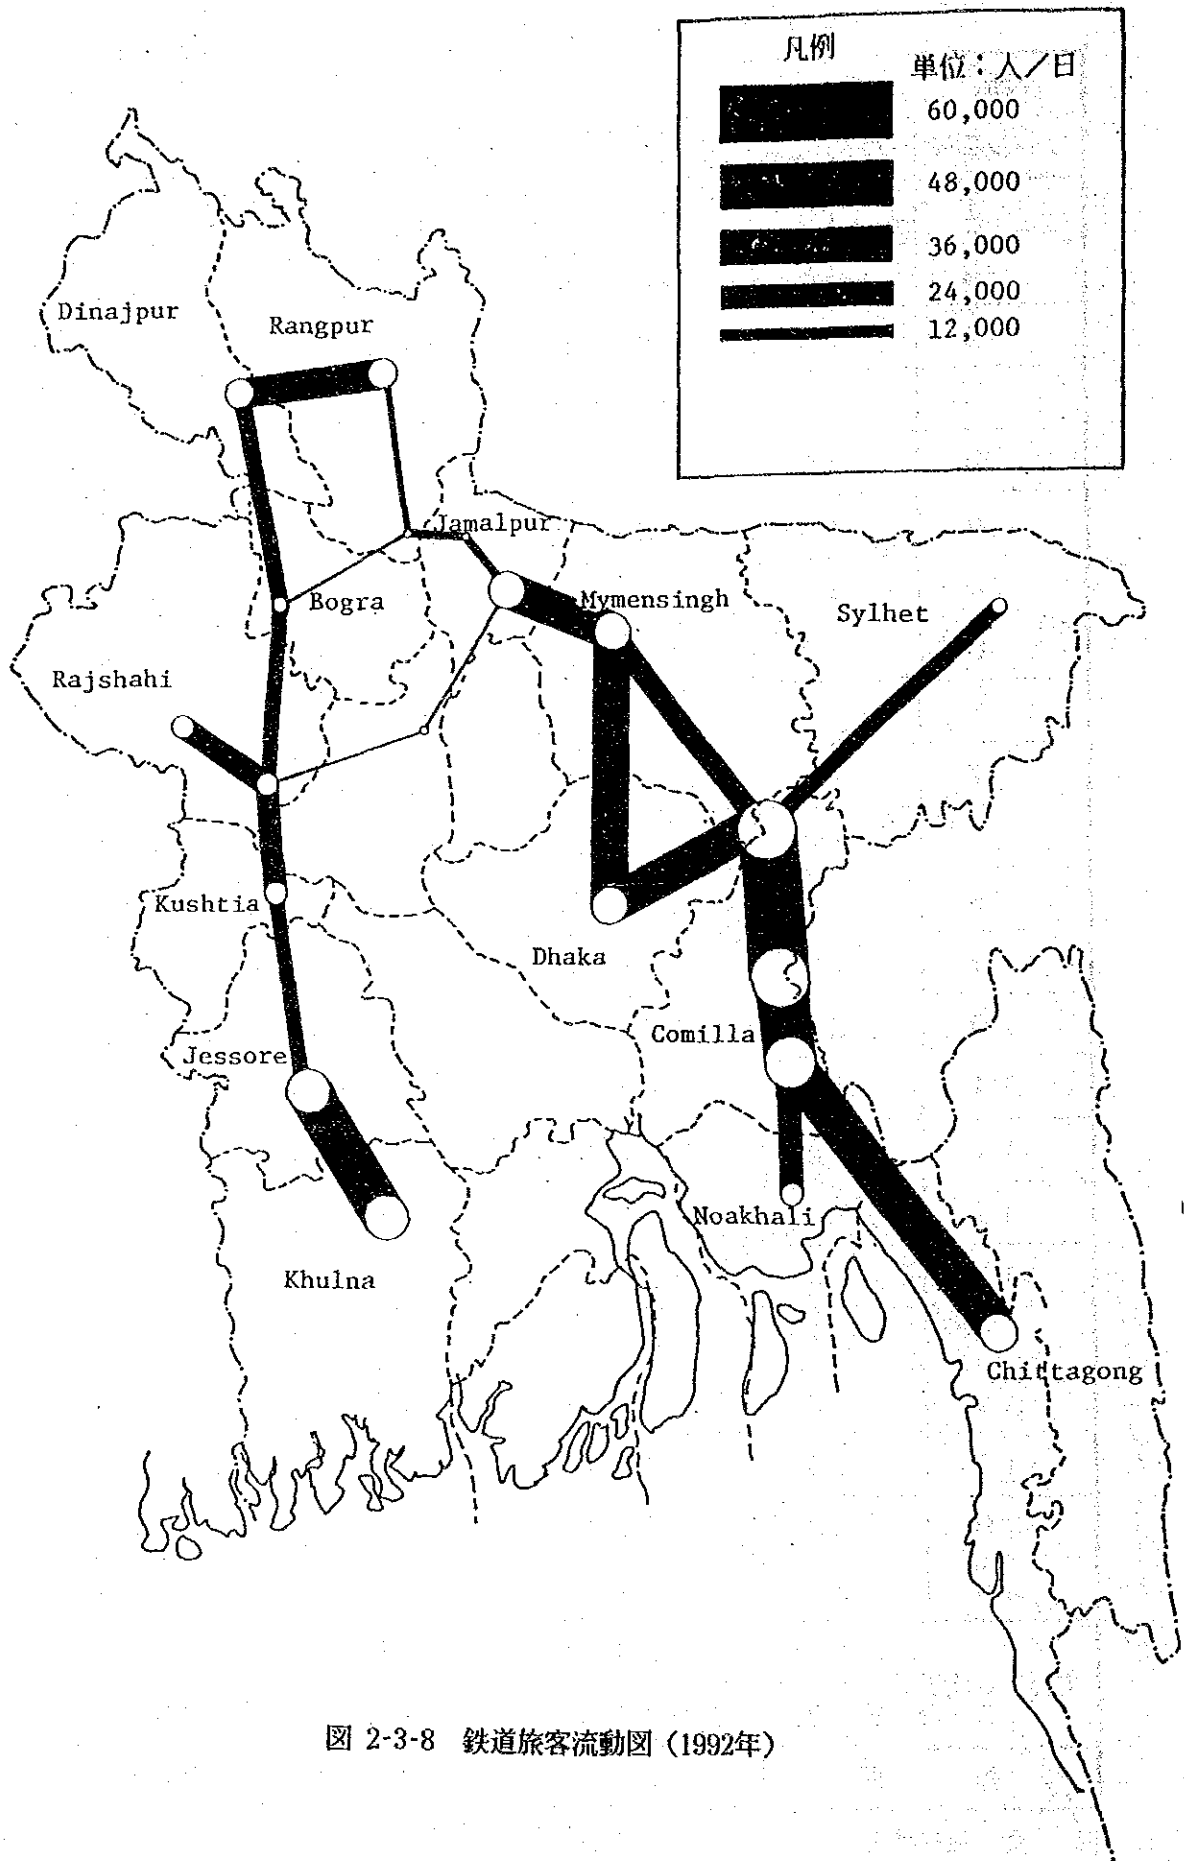 凡例
単位：人／日
60,000
48,000
36,000
24,000
12,000
Dinajpur
Rangpur
Jamalpur
Bogra
Mymensingh
Sylhet
Rajshahi
Kushtia
Dhaka
Comilla
Jessore
Noakhali
Khulna
Chittagong
図 2-3-8 鉄道旅客流動図（1992年）